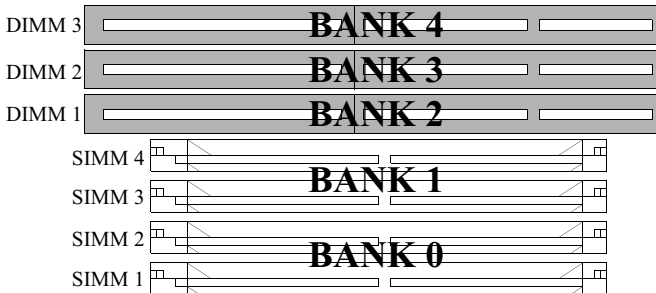 DIMM 3 BANK 4
DIMM 2 BANK 3
DIMM 1 BANK 2
SIMM 4
BANK 1
SIMM 3
SIMM 2
BANK 0
SIMM 1